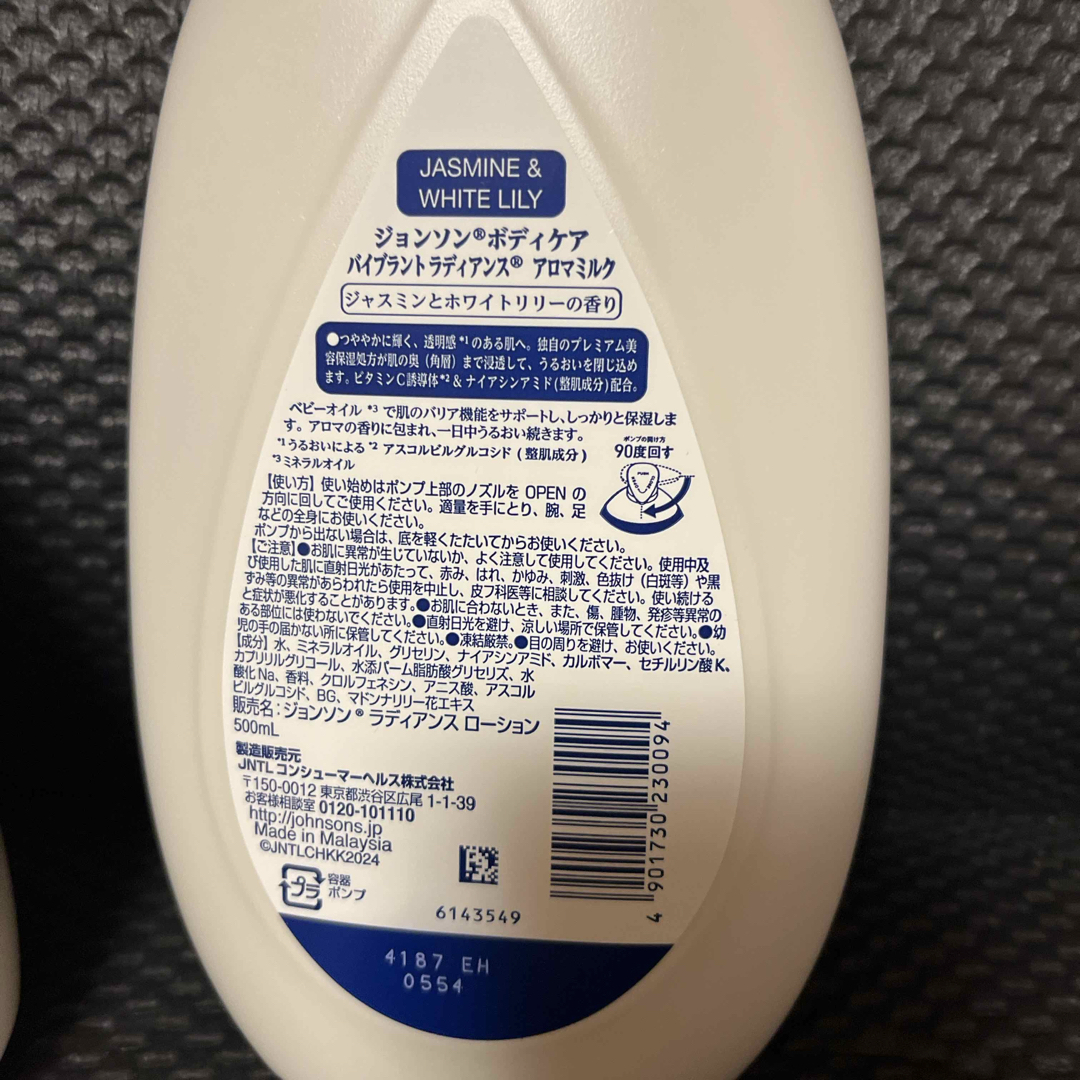 JASMINE &
WHITE LILY
ジョンソン®ボディケア
バイブラントラディアンス® アロマミルク
ジャスミンとホワイトリリーの香り
●つややかに輝く、透明感*1のある肌へ。独自のプレミアム美
容保湿処方が肌の奥（角層）まで浸透して、うるおいを閉じ込め
ます。ビタミンC誘導体*2&ナイアシンアミド(整肌成分)配合。
ベビーオイル *3 で肌のバリア機能をサポートし、しっかりと保湿しま
す。アロマの香りに包まれ、一日中うるおい続きます。
*1 うるおいによる *2 アスコルビルグルコシド（整肌成分）
*3 ミネラルオイル
ポンプの開け方
90度回す
PUSH
【使い方】使い始めはポンプ上部のノズルを OPEN の
方向に回してご使用ください。適量を手にとり、腕、足
などの全身にお使いください。
ポンプから出ない場合は、底を軽くたたいてからお使いください。
【ご注意】●お肌に異常が生じていないか、よく注意して使用してください。使用中及
び使用した肌に直射日光があたって、赤み、はれ、かゆみ、刺激、色抜け（白斑等）や黒
ずみ等の異常があらわれたら使用を中止し、皮フ科医等に相談してください。使い続ける
と症状が悪化することがあります。●お肌に合わないとき、また、傷、腫物、発疹等異常の
ある部位には使わないでください。●直射日光を避け、涼しい場所で保管してください。●幼
児の手の届かない所に保管してください。●凍結厳禁。●目の周りを避け、お使いください。
【成分】水、ミネラルオイル、グリセリン、ナイアシンアミド、カルボマー、セチルリン酸K、
カプリリルグリコール、水添パーム脂肪酸グリセリズ、水
酸化Na、香料、クロルフェネシン、アニス酸、アスコル
ビルグルコシド、BG、マドンナリリー花エキス
販売名：ジョンソン® ラディアンス ローション
500mL
製造販売元
JNTL コンシューマーヘルス株式会社
〒150-0012 東京都渋谷区広尾 1-1-39
お客様相談室 0120-101110
http://johnsons.jp
Made in Malaysia
©JNTLCHKK2024
プラ
容器
ポンプ
6143549
4 901730 230094
4187 EH
0554